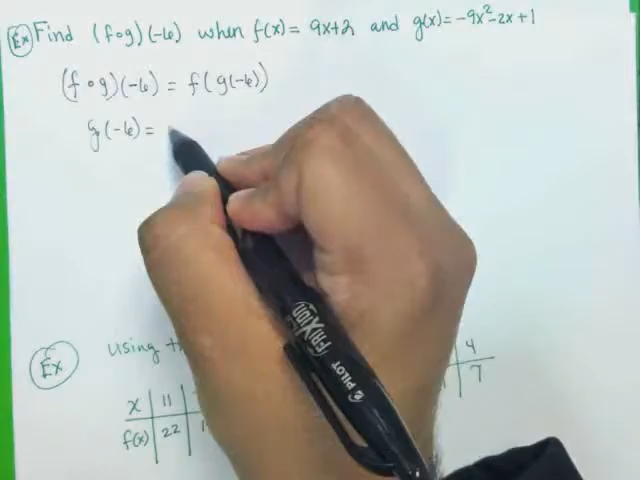 Ex Find (f∘g)(-6) when f(x) = 9x+2 and g(x) = -9x²-2x+1
(f∘g)(-6) = f(g(-6))
g(-6) =
Ex using
x 11 4
f(x) 22 7
FRIXION
PILOT